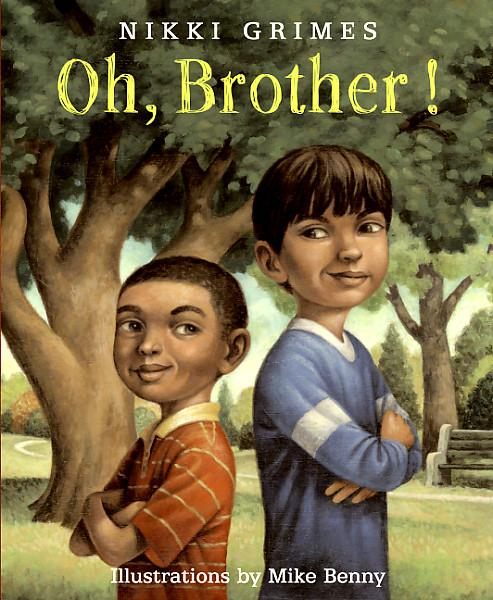 NIKKI GRIMES
Oh, Brother!
Illustrations by Mike Benny